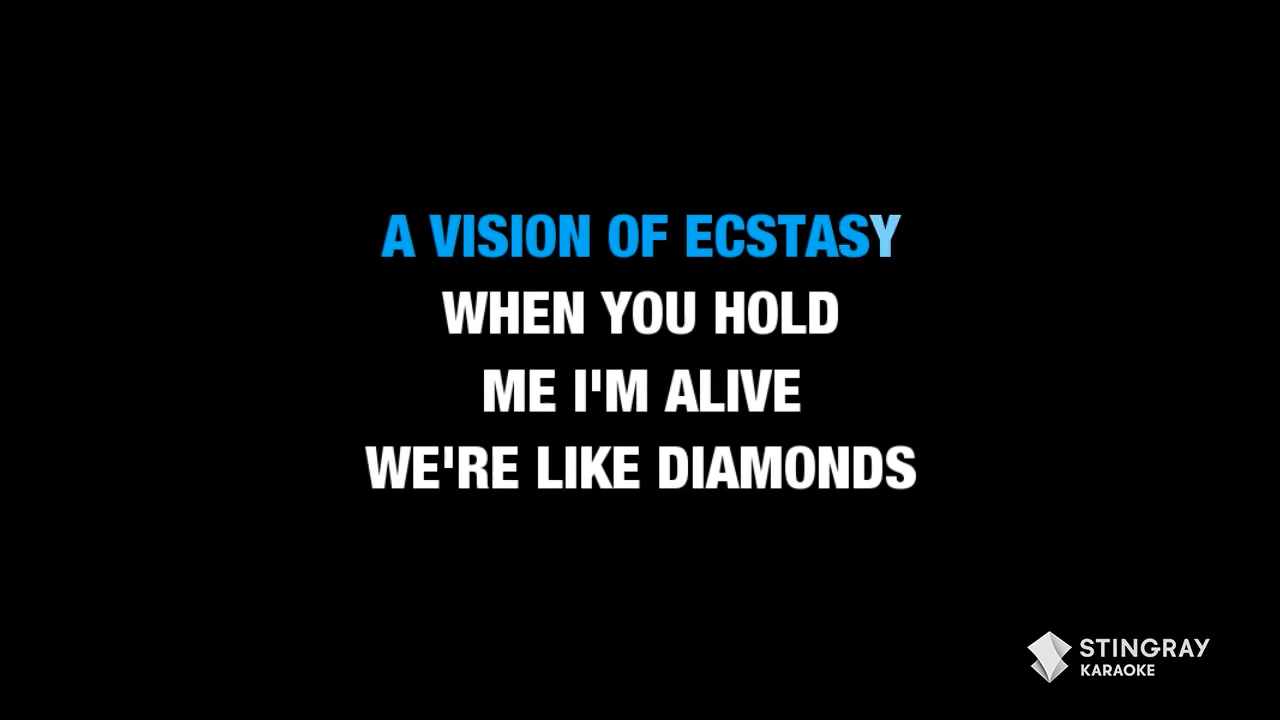 A VISION OF ECSTASY
WHEN YOU HOLD
ME I'M ALIVE
WE'RE LIKE DIAMONDS
STINGRAY
KARAOKE